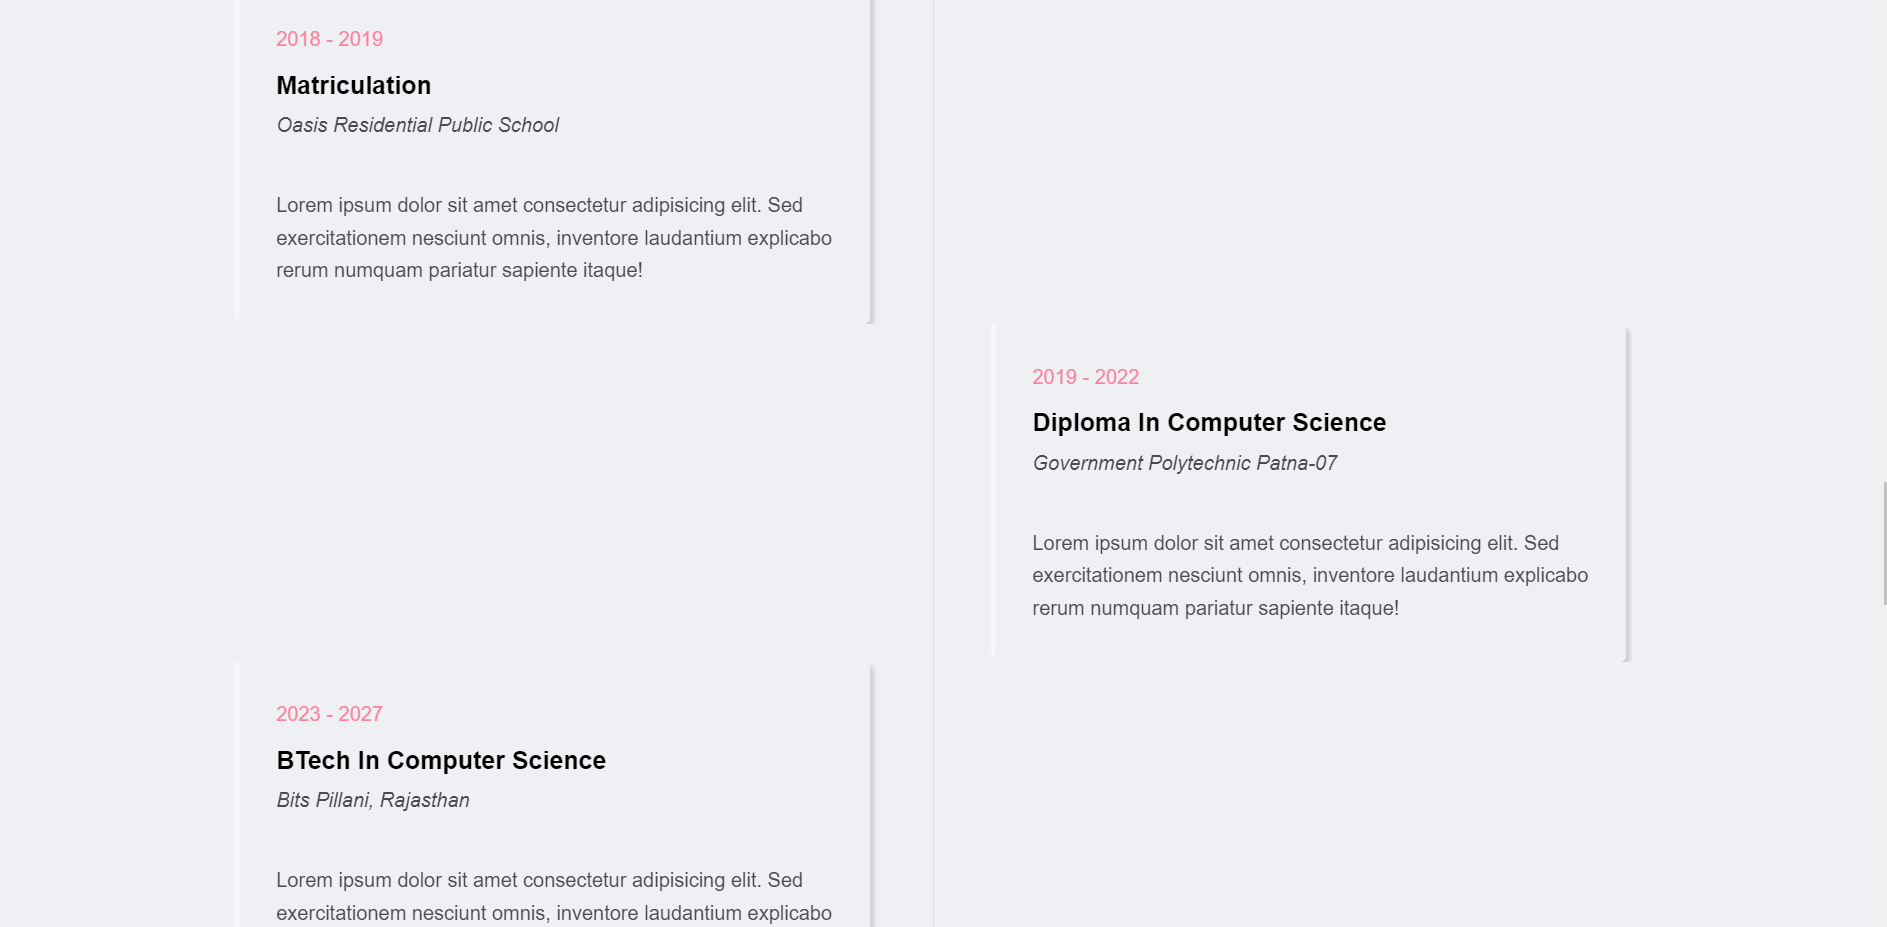 2018 - 2019
Matriculation
Oasis Residential Public School
Lorem ipsum dolor sit amet consectetur adipisicing elit. Sed
exercitationem nesciunt omnis, inventore laudantium explicabo
rerum numquam pariatur sapiente itaque!
2019 - 2022
Diploma In Computer Science
Government Polytechnic Patna-07
Lorem ipsum dolor sit amet consectetur adipisicing elit. Sed
exercitationem nesciunt omnis, inventore laudantium explicabo
rerum numquam pariatur sapiente itaque!
2023 - 2027
BTech In Computer Science
Bits Pillani, Rajasthan
Lorem ipsum dolor sit amet consectetur adipisicing elit. Sed
exercitationem nesciunt omnis, inventore laudantium explicabo